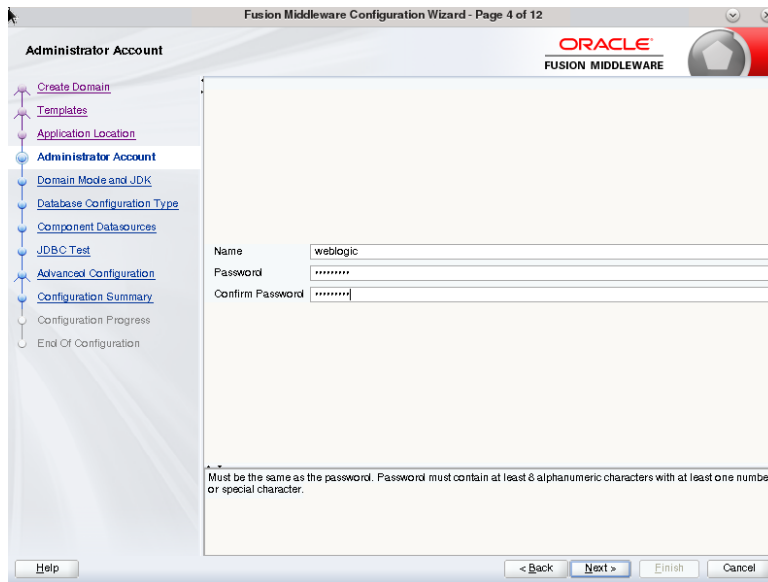 Fusion Middleware Configuration Wizard - Page 4 of 12
Administrator Account
ORACLE
FUSION MIDDLEWARE
Create Domain
Templates
Application Location
Administrator Account
Domain Mode and JDK
Database Configuration Type
Component Datasources
JDBC Test
Advanced Configuration
Configuration Summary
Configuration Progress
End Of Configuration
Name weblogic
Password •••••••••
Confirm Password •••••••••
Must be the same as the password. Password must contain at least 8 alphanumeric characters with at least one numbe
or special character.
Help < Back Next > Finish Cancel